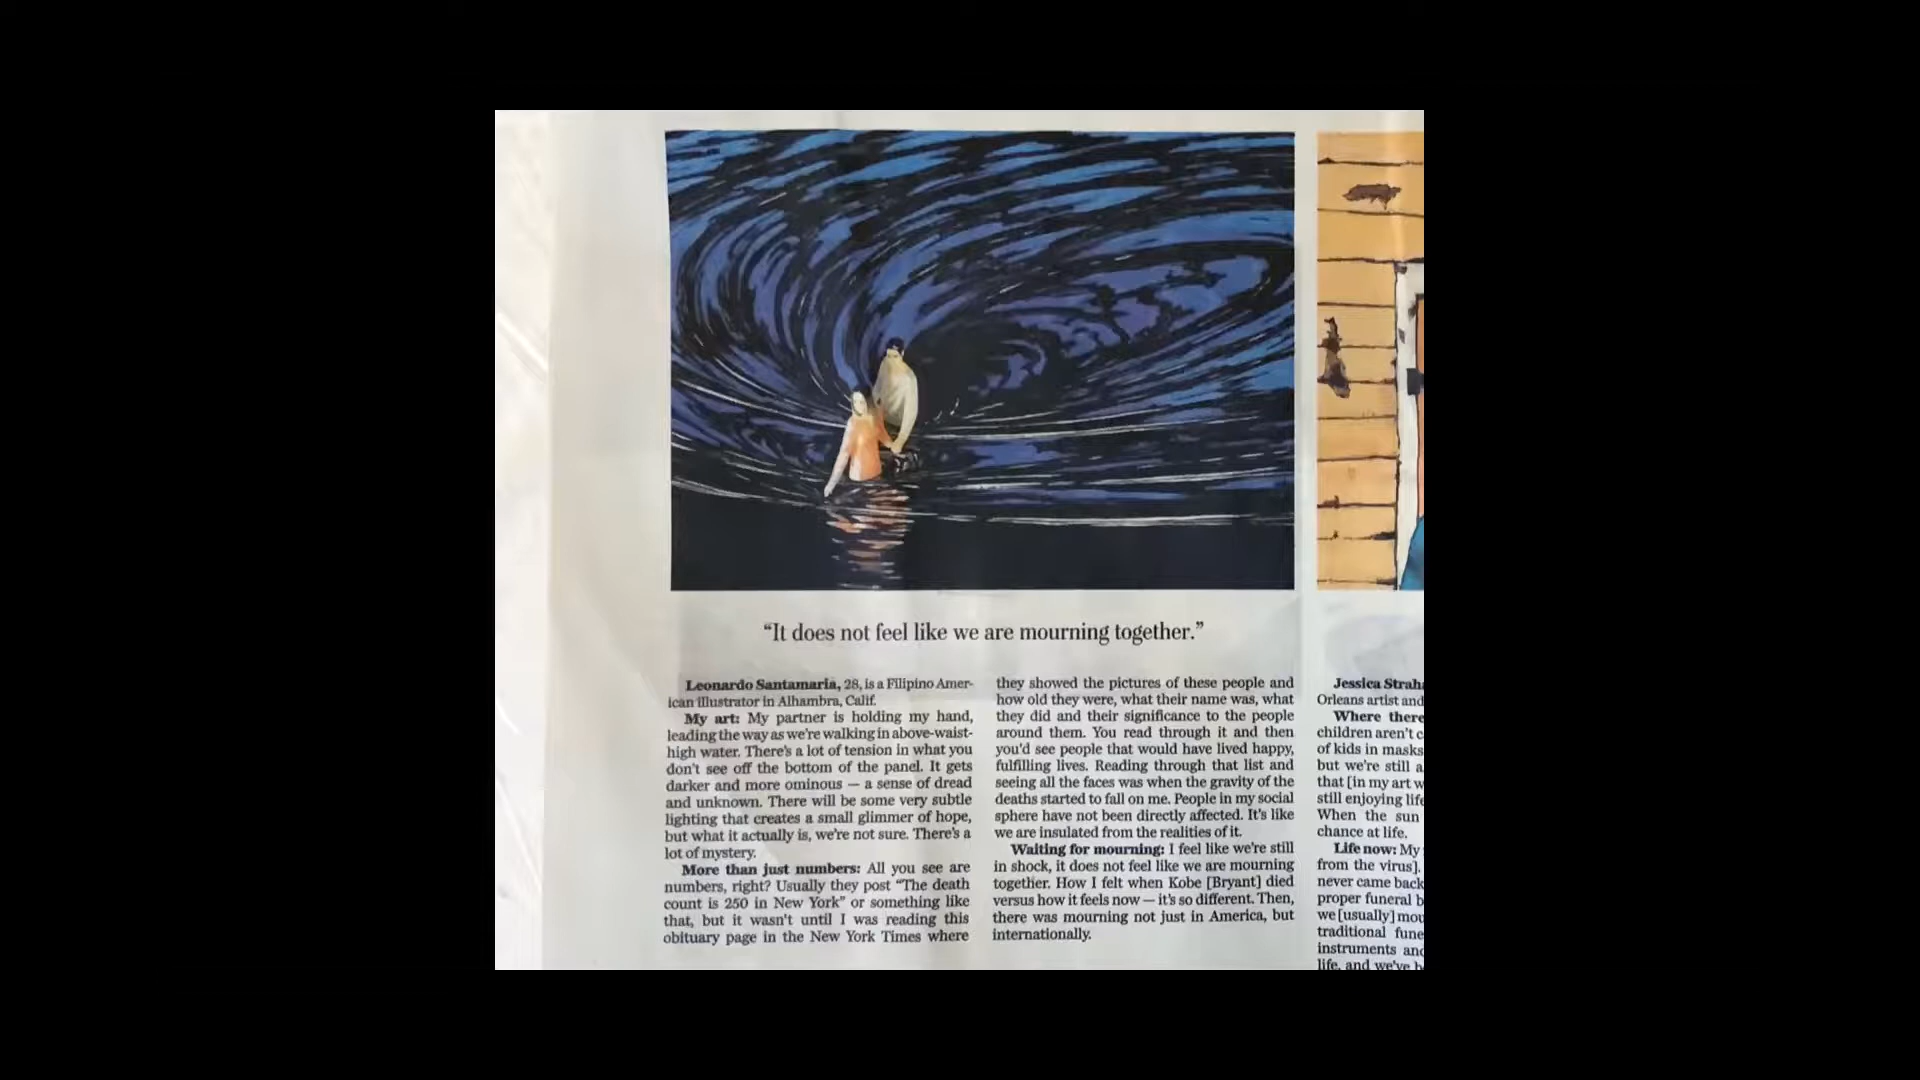 “It does not feel like we are mourning together.”
Leonardo Santamaria, 28, is a Filipino Amer-
ican illustrator in Alhambra, Calif.
My art: My partner is holding my hand,
leading the way as we're walking in above-waist-
high water. There's a lot of tension in what you
don't see off the bottom of the panel. It gets
darker and more ominous — a sense of dread
and unknown. There will be some very subtle
lighting that creates a small glimmer of hope,
but what it actually is, we're not sure. There's a
lot of mystery.
More than just numbers: All you see are
numbers, right? Usually they post “The death
count is 250 in New York” or something like
that, but it wasn't until I was reading this
obituary page in the New York Times where
they showed the pictures of these people and
how old they were, what their name was, what
they did and their significance to the people
around them. You read through it and then
you'd see people that would have lived happy,
fulfilling lives. Reading through that list and
seeing all the faces was when the gravity of the
deaths started to fall on me. People in my social
sphere have not been directly affected. It's like
we are insulated from the realities of it.
Waiting for mourning: I feel like we're still
in shock, it does not feel like we are mourning
together. How I felt when Kobe [Bryant] died
versus how it feels now — it's so different. Then,
there was mourning not just in America, but
internationally.
Jessica Strah
Orleans artist and
Where there
children aren't c
of kids in masks
but we're still a
that [in my art w
still enjoying life
When the sun
chance at life.
Life now: My
from the virus].
never came back
proper funeral b
we [usually] mou
traditional fune
instruments and
life, and we've b